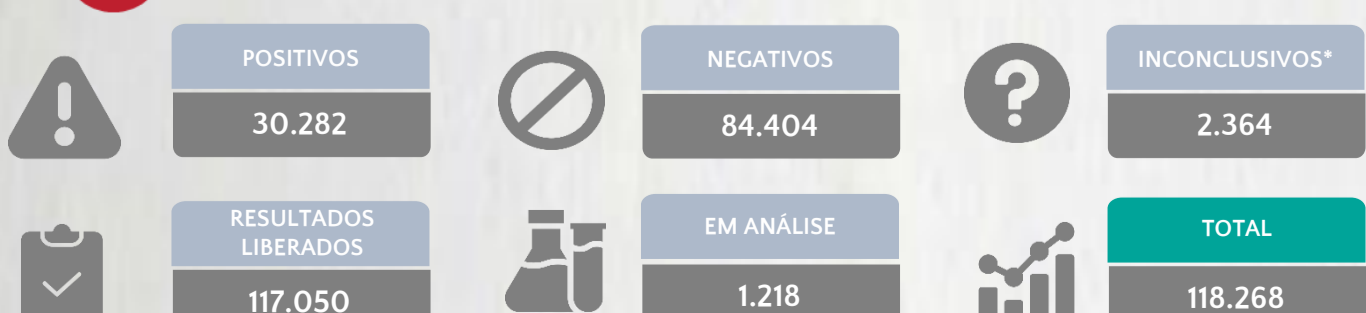 POSITIVOS
30.282
NEGATIVOS
84.404
INCONCLUSIVOS*
2.364
RESULTADOS
LIBERADOS
117.050
EM ANÁLISE
1.218
TOTAL
118.268